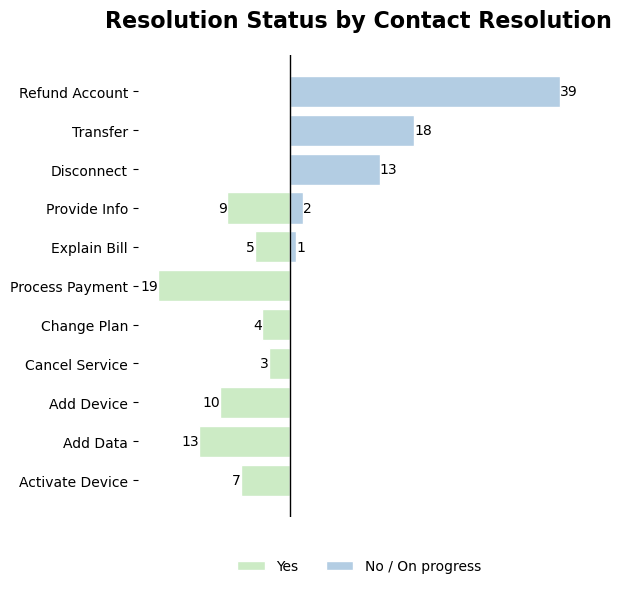 Resolution Status by Contact Resolution
Refund Account 39
Transfer 18
Disconnect 13
Provide Info 9 2
Explain Bill 5 1
Process Payment 19
Change Plan 4
Cancel Service 3
Add Device 10
Add Data 13
Activate Device 7
Yes No / On progress